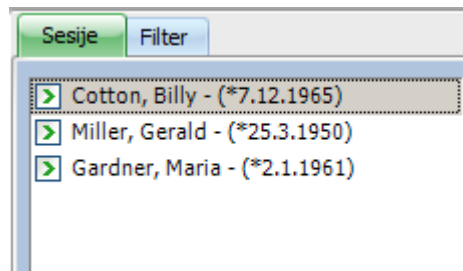 Sesije Filter
Cotton, Billy - (*7.12.1965)
Miller, Gerald - (*25.3.1950)
Gardner, Maria - (*2.1.1961)